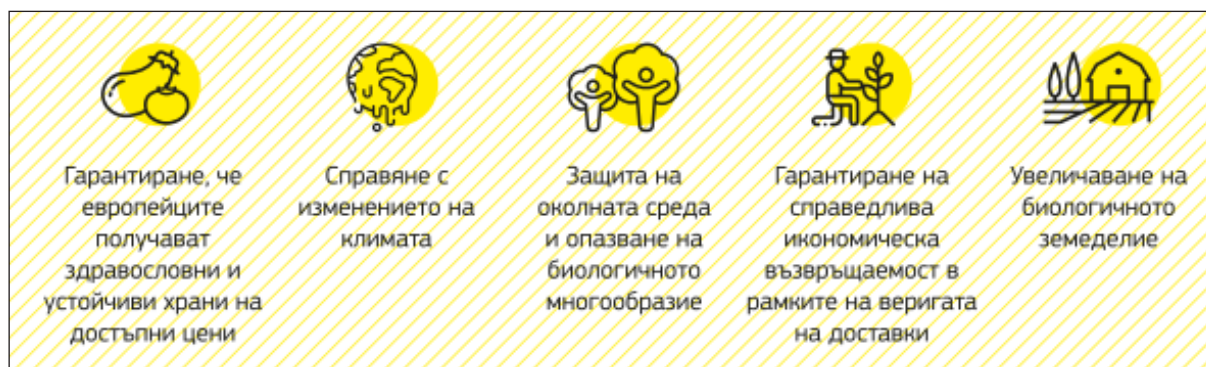 Гарантиране, че
европейците
получават
здравословни и
устойчиви храни на
достъпни цени
Справяне с
изменението на
климата
Защита на
околната среда
и опазване на
биологичното
многообразие
Гарантиране на
справедлива
икономическа
възвръщаемост в
рамките на веригата
на доставки
Увеличаване на
биологичното
земеделие